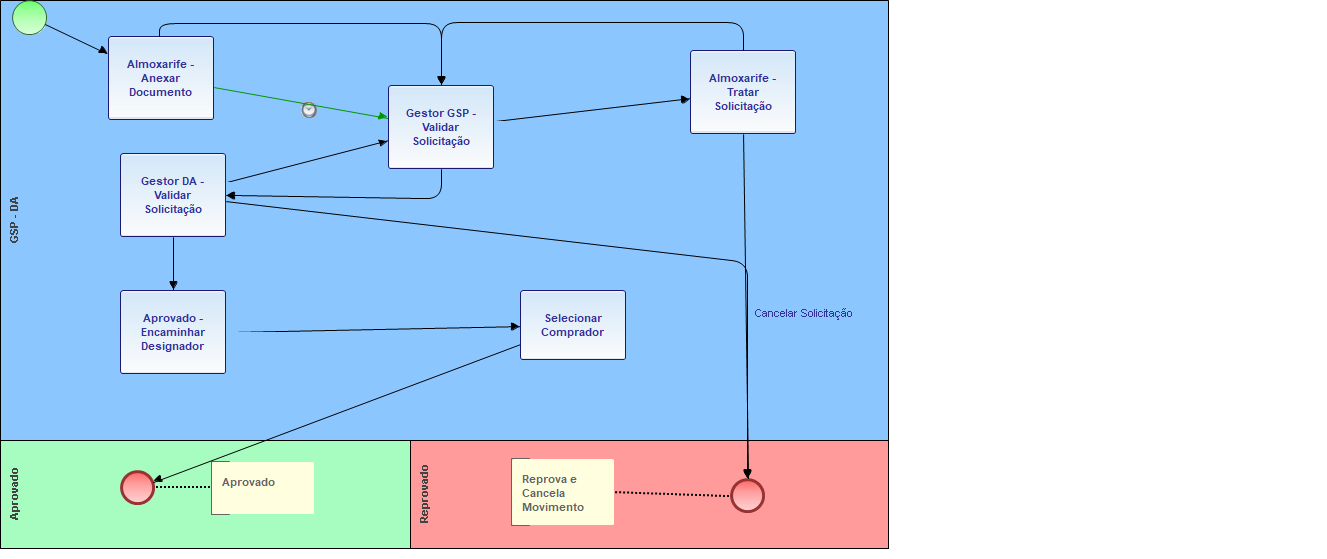 Almoxarife -
Anexar
Documento
Gestor GSP -
Validar
Solicitação
Almoxarife -
Tratar
Solicitação
Gestor DA -
Validar
Solicitação
GSP - DA
Aprovado -
Encaminhar
Designador
Selecionar
Comprador
Cancelar Solicitação
Aprovado
Aprovado
Reprovado
Reprova e
Cancela
Movimento